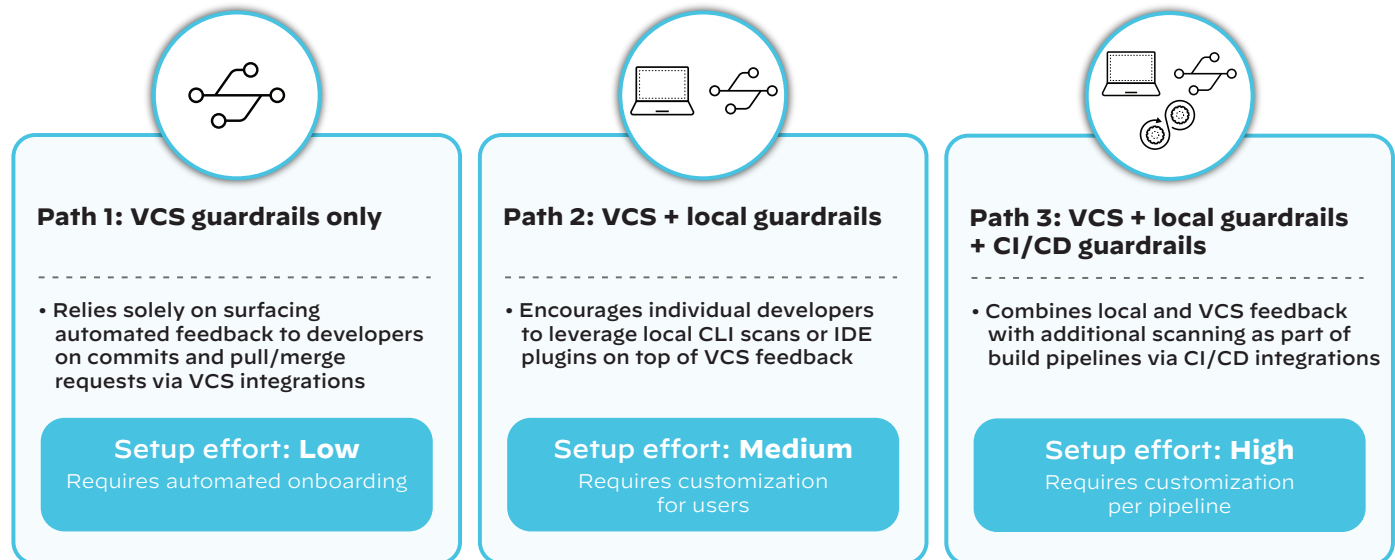 Path 1: VCS guardrails only
• Relies solely on surfacing
automated feedback to developers
on commits and pull/merge
requests via VCS integrations
Setup effort: Low
Requires automated onboarding
Path 2: VCS + local guardrails
• Encourages individual developers
to leverage local CLI scans or IDE
plugins on top of VCS feedback
Setup effort: Medium
Requires customization
for users
Path 3: VCS + local guardrails
+ CI/CD guardrails
• Combines local and VCS feedback
with additional scanning as part of
build pipelines via CI/CD integrations
Setup effort: High
Requires customization
per pipeline